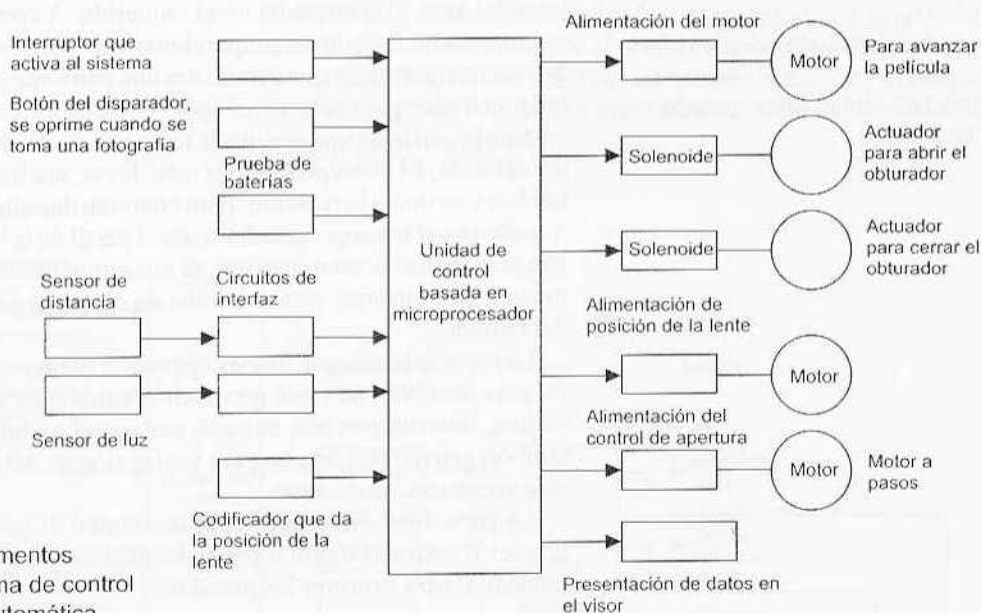 Interruptor que
activa al sistema
Botón del disparador,
se oprime cuando se
toma una fotografía
Prueba de
baterías
Sensor de
distancia
Circuitos de
interfaz
Sensor de luz
Codificador que da
la posición de la
lente
Unidad de
control
basada en
microprocesador
Alimentación del motor
Motor
Para avanzar
la película
Solenoide
Actuador
para abrir el
obturador
Solenoide
Actuador
para cerrar el
obturador
Alimentación de
posición de la lente
Motor
Alimentación del
control de apertura
Motor
Motor a
pasos
Presentación de datos en
el visor
mentos
na de control
utomática